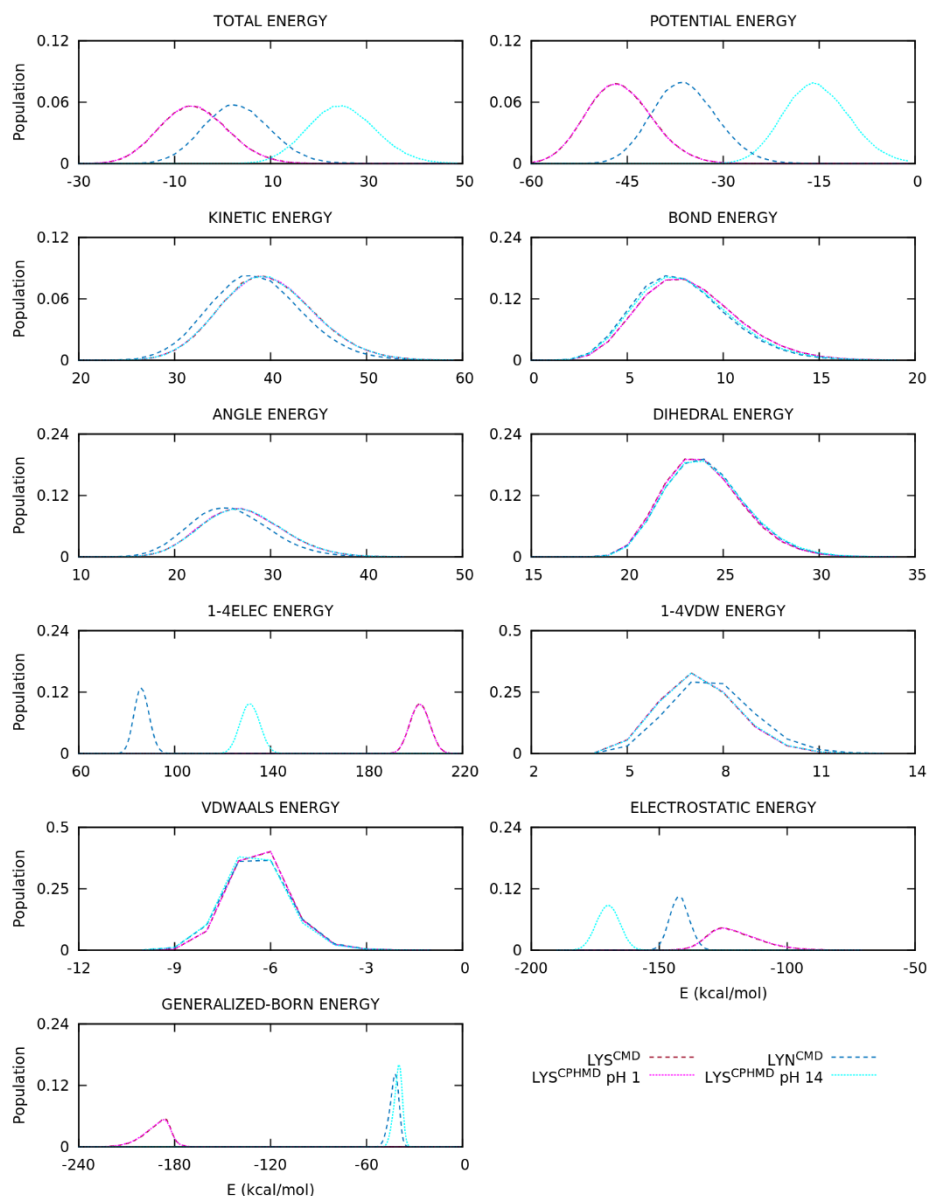 TOTAL ENERGY
POTENTIAL ENERGY
Population
0.12
0.06
0
-30 -10 10 30 50
0.12
0.06
0
-60 -45 -30 -15 0
KINETIC ENERGY
BOND ENERGY
Population
0.12
0.06
0
20 30 40 50 60
0.24
0.12
0
0 5 10 15 20
ANGLE ENERGY
DIHEDRAL ENERGY
Population
0.24
0.12
0
10 20 30 40 50
0.24
0.12
0
15 20 25 30 35
1-4ELEC ENERGY
1-4VDW ENERGY
Population
0.24
0.12
0
60 100 140 180 220
0.5
0.25
0
2 5 8 11 14
VDWAALS ENERGY
ELECTROSTATIC ENERGY
Population
0.5
0.25
0
-12 -9 -6 -3 0
0.24
0.12
0
-200 -150 -100 -50
E (kcal/mol)
GENERALIZED-BORN ENERGY
Population
0.24
0.12
0
-240 -180 -120 -60 0
E (kcal/mol)
LYS^CMD
LYN^CMD
LYS^CPHMD pH 1
LYS^CPHMD pH 14